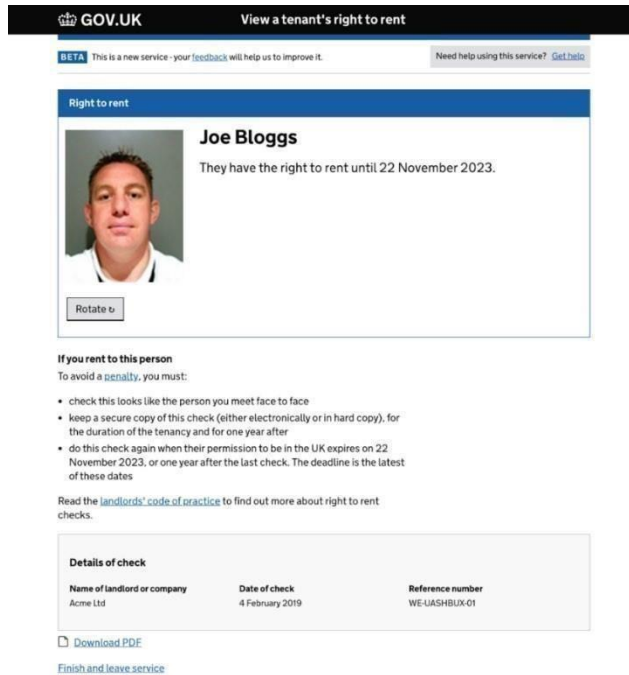 GOV.UK View a tenant's right to rent
BETA This is a new service - your feedback will help us to improve it. Need help using this service? Get help
Right to rent
Joe Bloggs
They have the right to rent until 22 November 2023.
Rotate ↻
If you rent to this person
To avoid a penalty, you must:
• check this looks like the person you meet face to face
• keep a secure copy of this check (either electronically or in hard copy), for
the duration of the tenancy and for one year after
• do this check again when their permission to be in the UK expires on 22
November 2023, or one year after the last check. The deadline is the latest
of these dates
Read the landlords' code of practice to find out more about right to rent
checks.
Details of check
Name of landlord or company Date of check Reference number
Acme Ltd 4 February 2019 WE-UASHBUX-01
Download PDF
Finish and leave service